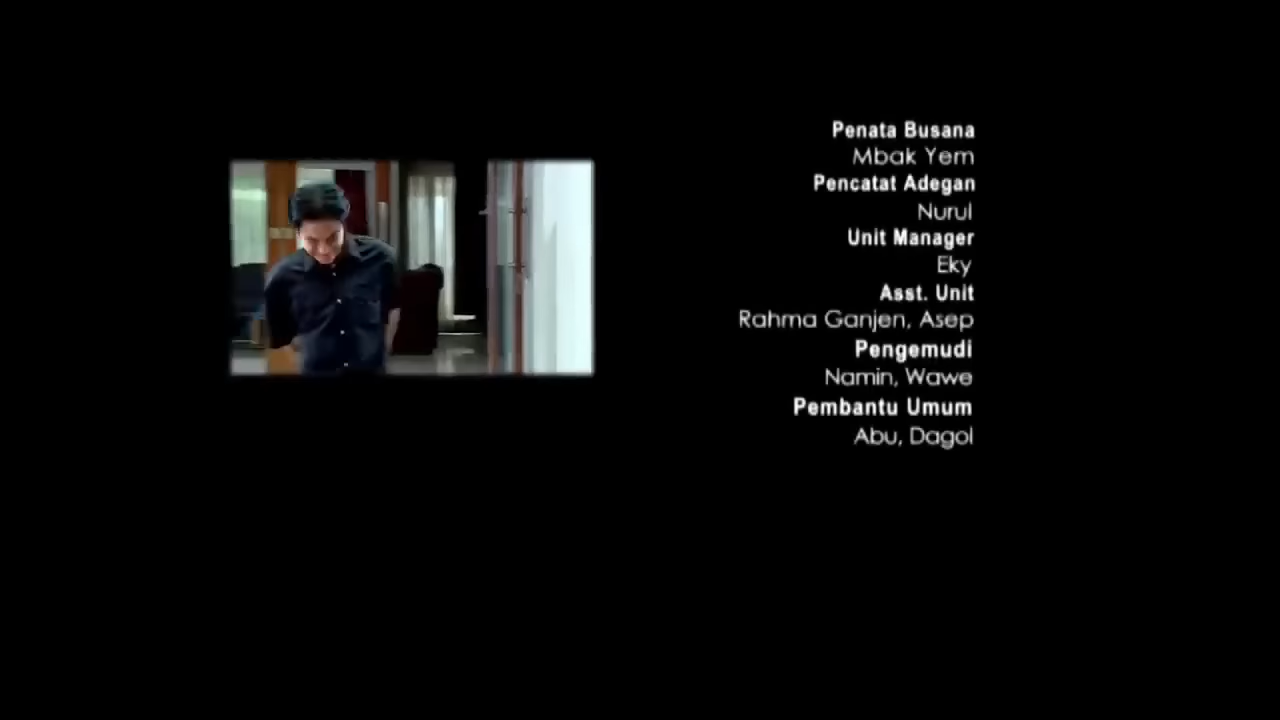 Penata Busana
Mbak Yem
Pencatat Adegan
Nurul
Unit Manager
Eky
Asst. Unit
Rahma Ganjen, Asep
Pengemudi
Namin, Wawe
Pembantu Umum
Abu, Dagol